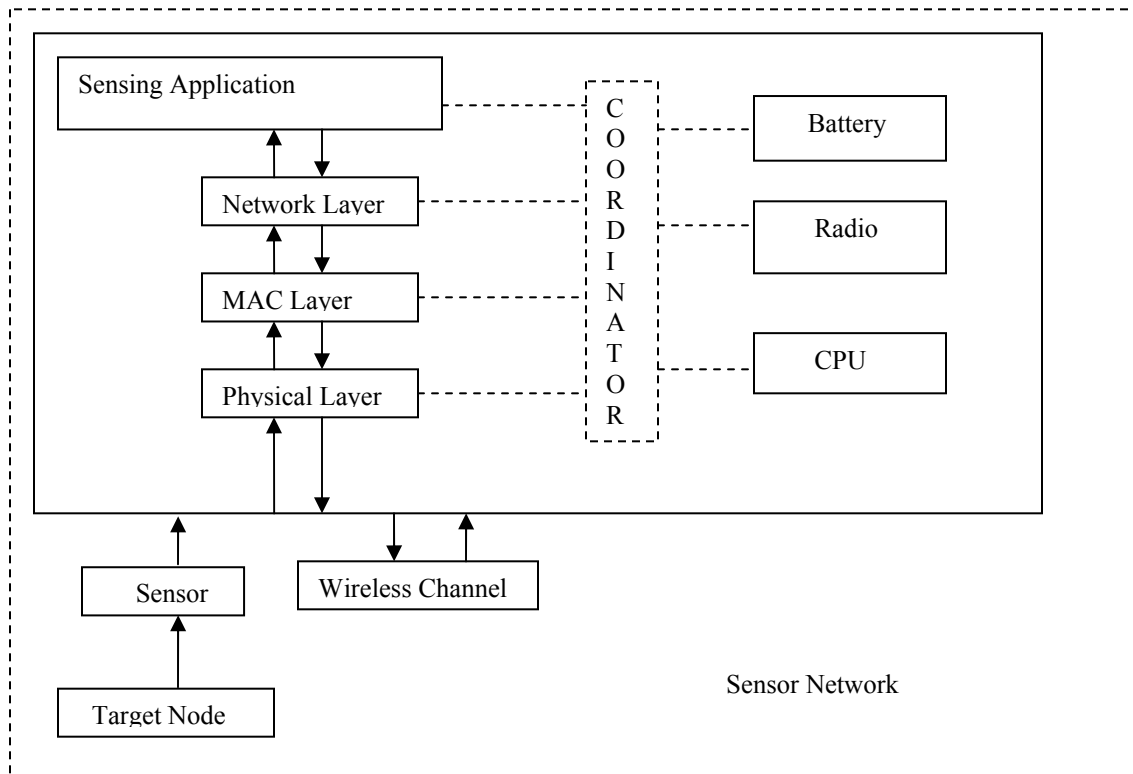 Sensing Application
Network Layer
MAC Layer
Physical Layer
C
O
O
R
D
I
N
A
T
O
R
Battery
Radio
CPU
Sensor
Wireless Channel
Target Node
Sensor Network